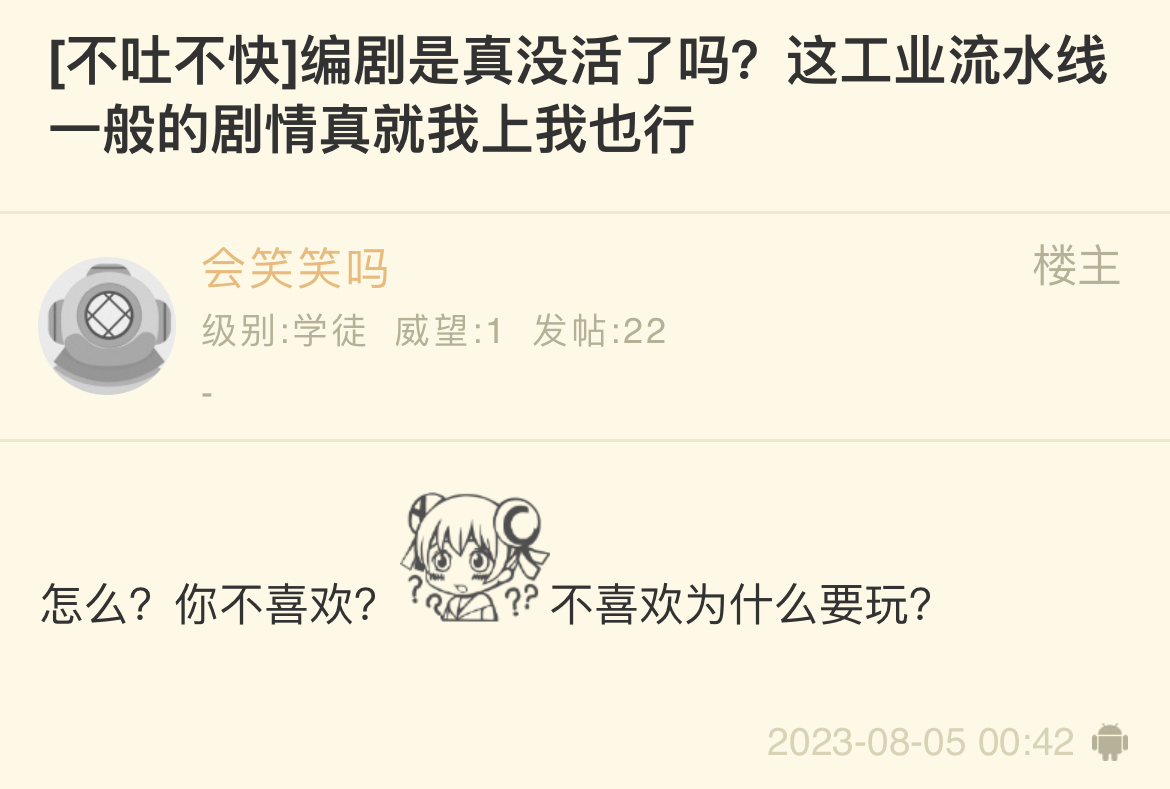 [不吐不快]编剧是真没活了吗？这工业流水线
一般的剧情真就我上我也行
会笑笑吗
楼主
级别:学徒 威望:1 发帖:22
-
怎么？你不喜欢？不喜欢为什么要玩？
2023-08-05 00:42